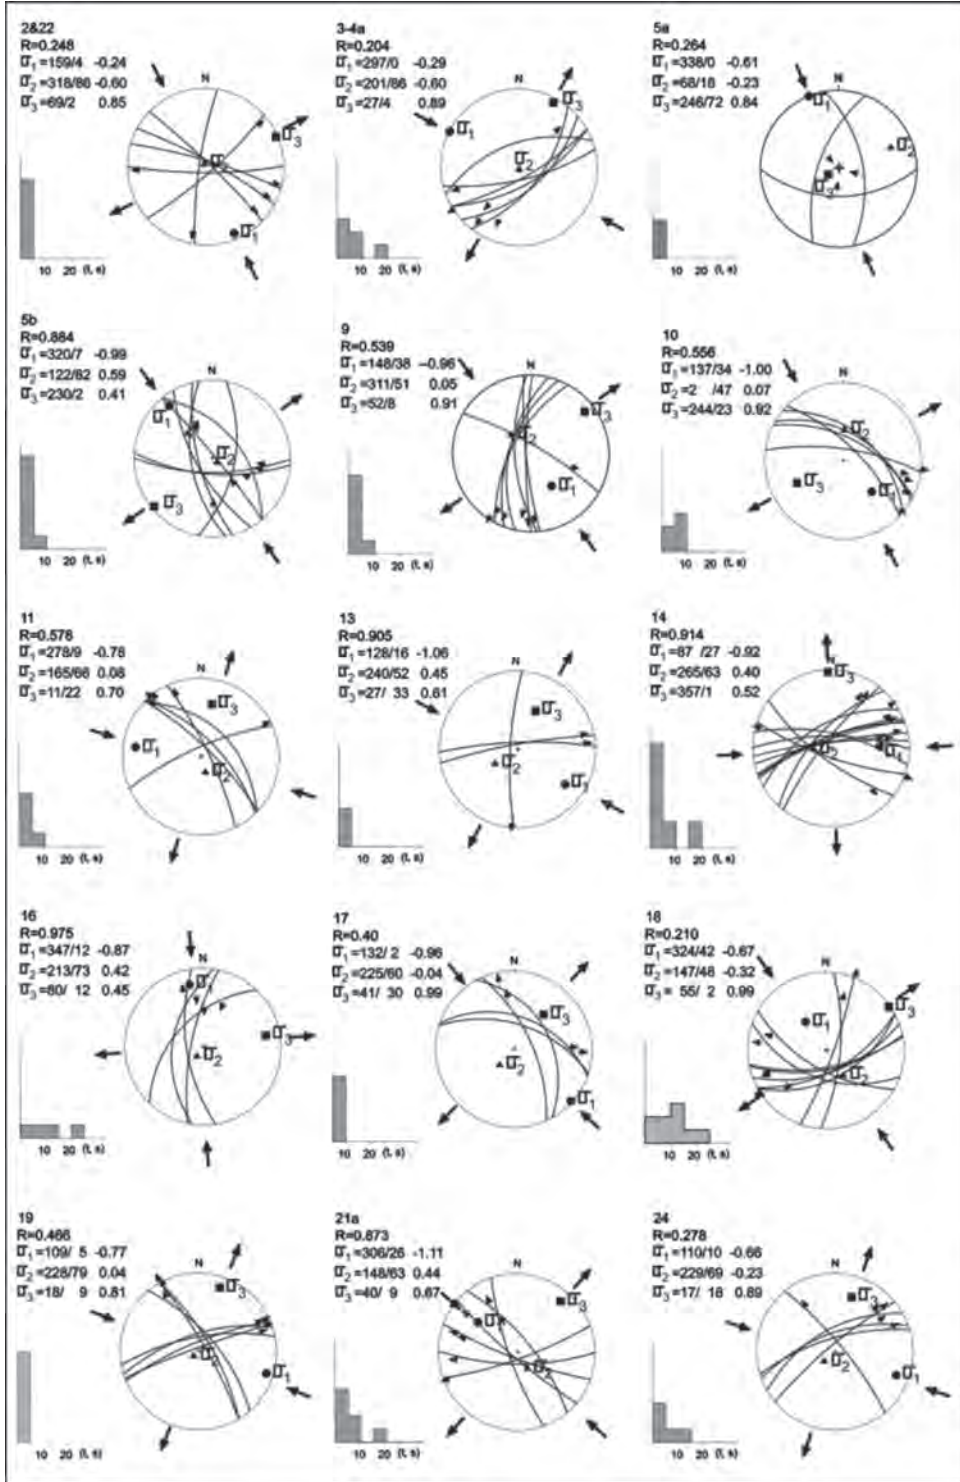 2&22
R=0.248
σ1=159/4 -0.24
σ2=318/86 -0.60
σ3=69/2 0.85
N
σ3
σ2
σ1
10 20 (t, s)
3-4a
R=0.204
σ1=297/0 -0.29
σ2=201/86 -0.60
σ3=27/4 0.89
N
σ3
σ1
σ2
10 20 (t, s)
5a
R=0.264
σ1=338/0 -0.61
σ2=68/18 -0.23
σ3=246/72 0.84
N
σ1
σ2
σ3
10 20 (t, s)
5b
R=0.884
σ1=320/7 -0.99
σ2=122/82 0.59
σ3=230/2 0.41
N
σ1
σ2
σ3
10 20 (t, s)
9
R=0.539
σ1=148/38 -0.96
σ2=311/51 0.05
σ3=52/8 0.91
N
σ3
σ2
σ1
10 20 (t, s)
10
R=0.556
σ1=137/34 -1.00
σ2=2 /47 0.07
σ3=244/23 0.92
N
σ2
σ3
σ1
10 20 (t, s)
11
R=0.578
σ1=278/9 -0.78
σ2=165/66 0.08
σ3=11/22 0.70
N
σ3
σ1
σ2
10 20 (t, s)
13
R=0.905
σ1=128/16 -1.06
σ2=240/52 0.45
σ3=27/ 33 0.61
N
σ3
σ2
σ1
10 20 (t, s)
14
R=0.914
σ1=87 /27 -0.92
σ2=265/63 0.40
σ3=357/1 0.52
N
σ3
σ2
σ1
10 20 (t, s)
16
R=0.975
σ1=347/12 -0.87
σ2=213/73 0.42
σ3=80/ 12 0.45
N
σ1
σ3
σ2
10 20 (t, s)
17
R=0.40
σ1=132/ 2 -0.96
σ2=225/60 -0.04
σ3=41/ 30 0.99
N
σ3
σ2
σ1
10 20 (t, s)
18
R=0.210
σ1=324/42 -0.67
σ2=147/48 -0.32
σ3= 55/ 2 0.99
N
σ3
σ1
σ2
10 20 (t, s)
19
R=0.466
σ1=109/ 5 -0.77
σ2=228/79 0.04
σ3=18/ 9 0.81
N
σ3
σ2
σ1
10 20 (t, s)
21a
R=0.873
σ1=306/26 -1.11
σ2=148/63 0.44
σ3=40/ 9 0.67
N
σ3
σ1
σ2
10 20 (t, s)
24
R=0.278
σ1=110/10 -0.66
σ2=229/69 -0.23
σ3=17/ 18 0.89
N
σ3
σ2
σ1
10 20 (t, s)